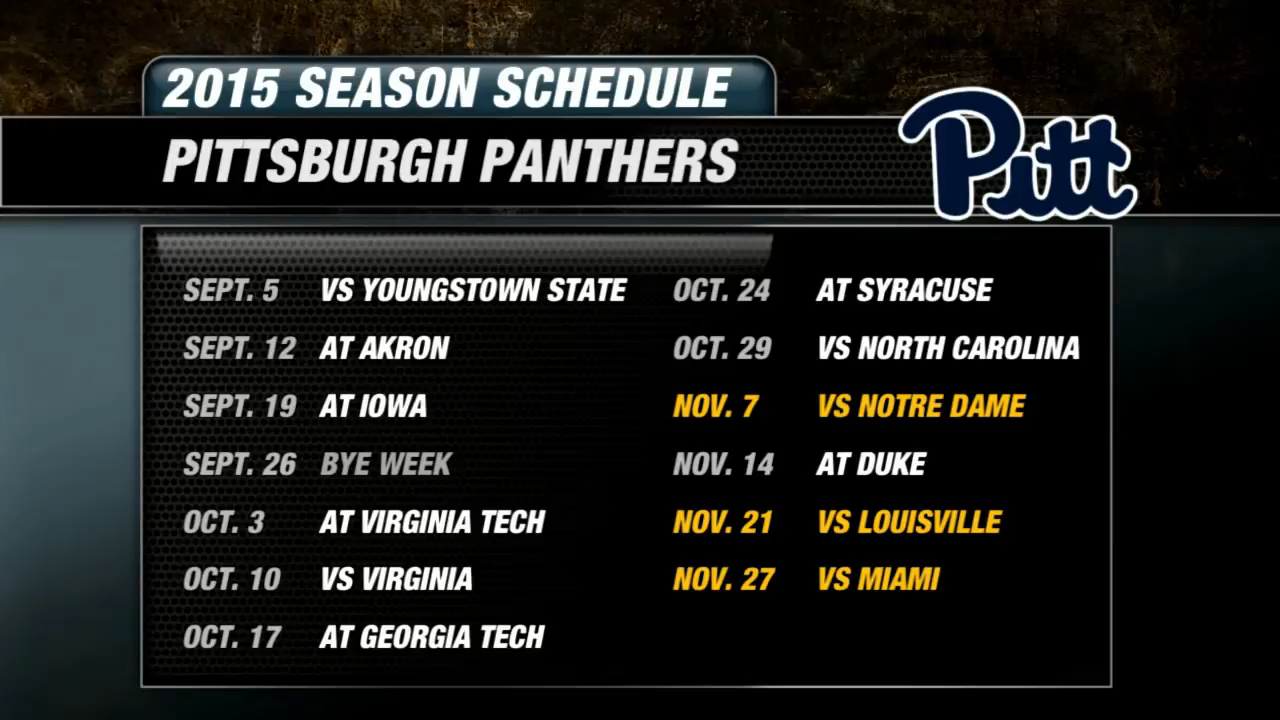 2015 SEASON SCHEDULE
PITTSBURGH PANTHERS
Pitt
SEPT. 5 VS YOUNGSTOWN STATE
SEPT. 12 AT AKRON
SEPT. 19 AT IOWA
SEPT. 26 BYE WEEK
OCT. 3 AT VIRGINIA TECH
OCT. 10 VS VIRGINIA
OCT. 17 AT GEORGIA TECH
OCT. 24 AT SYRACUSE
OCT. 29 VS NORTH CAROLINA
NOV. 7 VS NOTRE DAME
NOV. 14 AT DUKE
NOV. 21 VS LOUISVILLE
NOV. 27 VS MIAMI